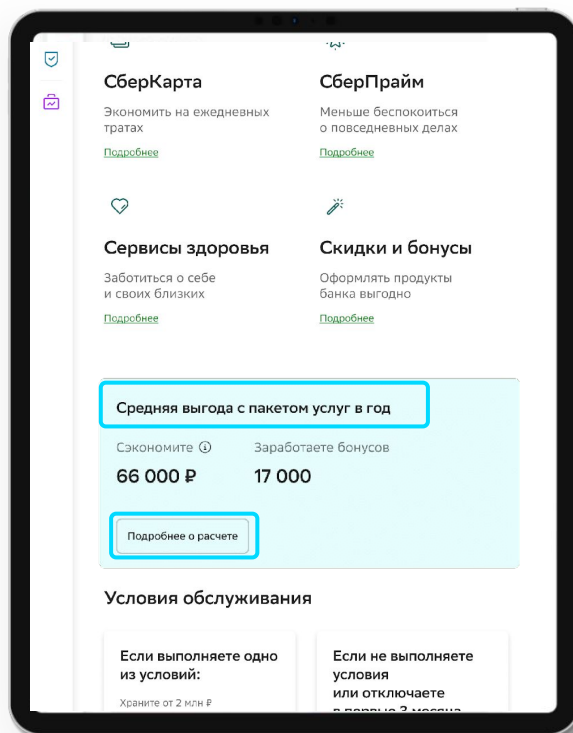 СберКарта
Экономить на ежедневных
тратах
Подробнее
СберПрайм
Меньше беспокоиться
о повседневных делах
Подробнее
Сервисы здоровья
Заботиться о себе
и своих близких
Подробнее
Скидки и бонусы
Оформлять продукты
банка выгодно
Подробнее
Средняя выгода с пакетом услуг в год
Сэкономите
66 000 ₽
Заработаете бонусов
17 000
Подробнее о расчете
Условия обслуживания
Если выполняете одно
из условий:
Храните от 2 млн ₽
Если не выполняете
условия
или отключаете
в первые 3 месяца